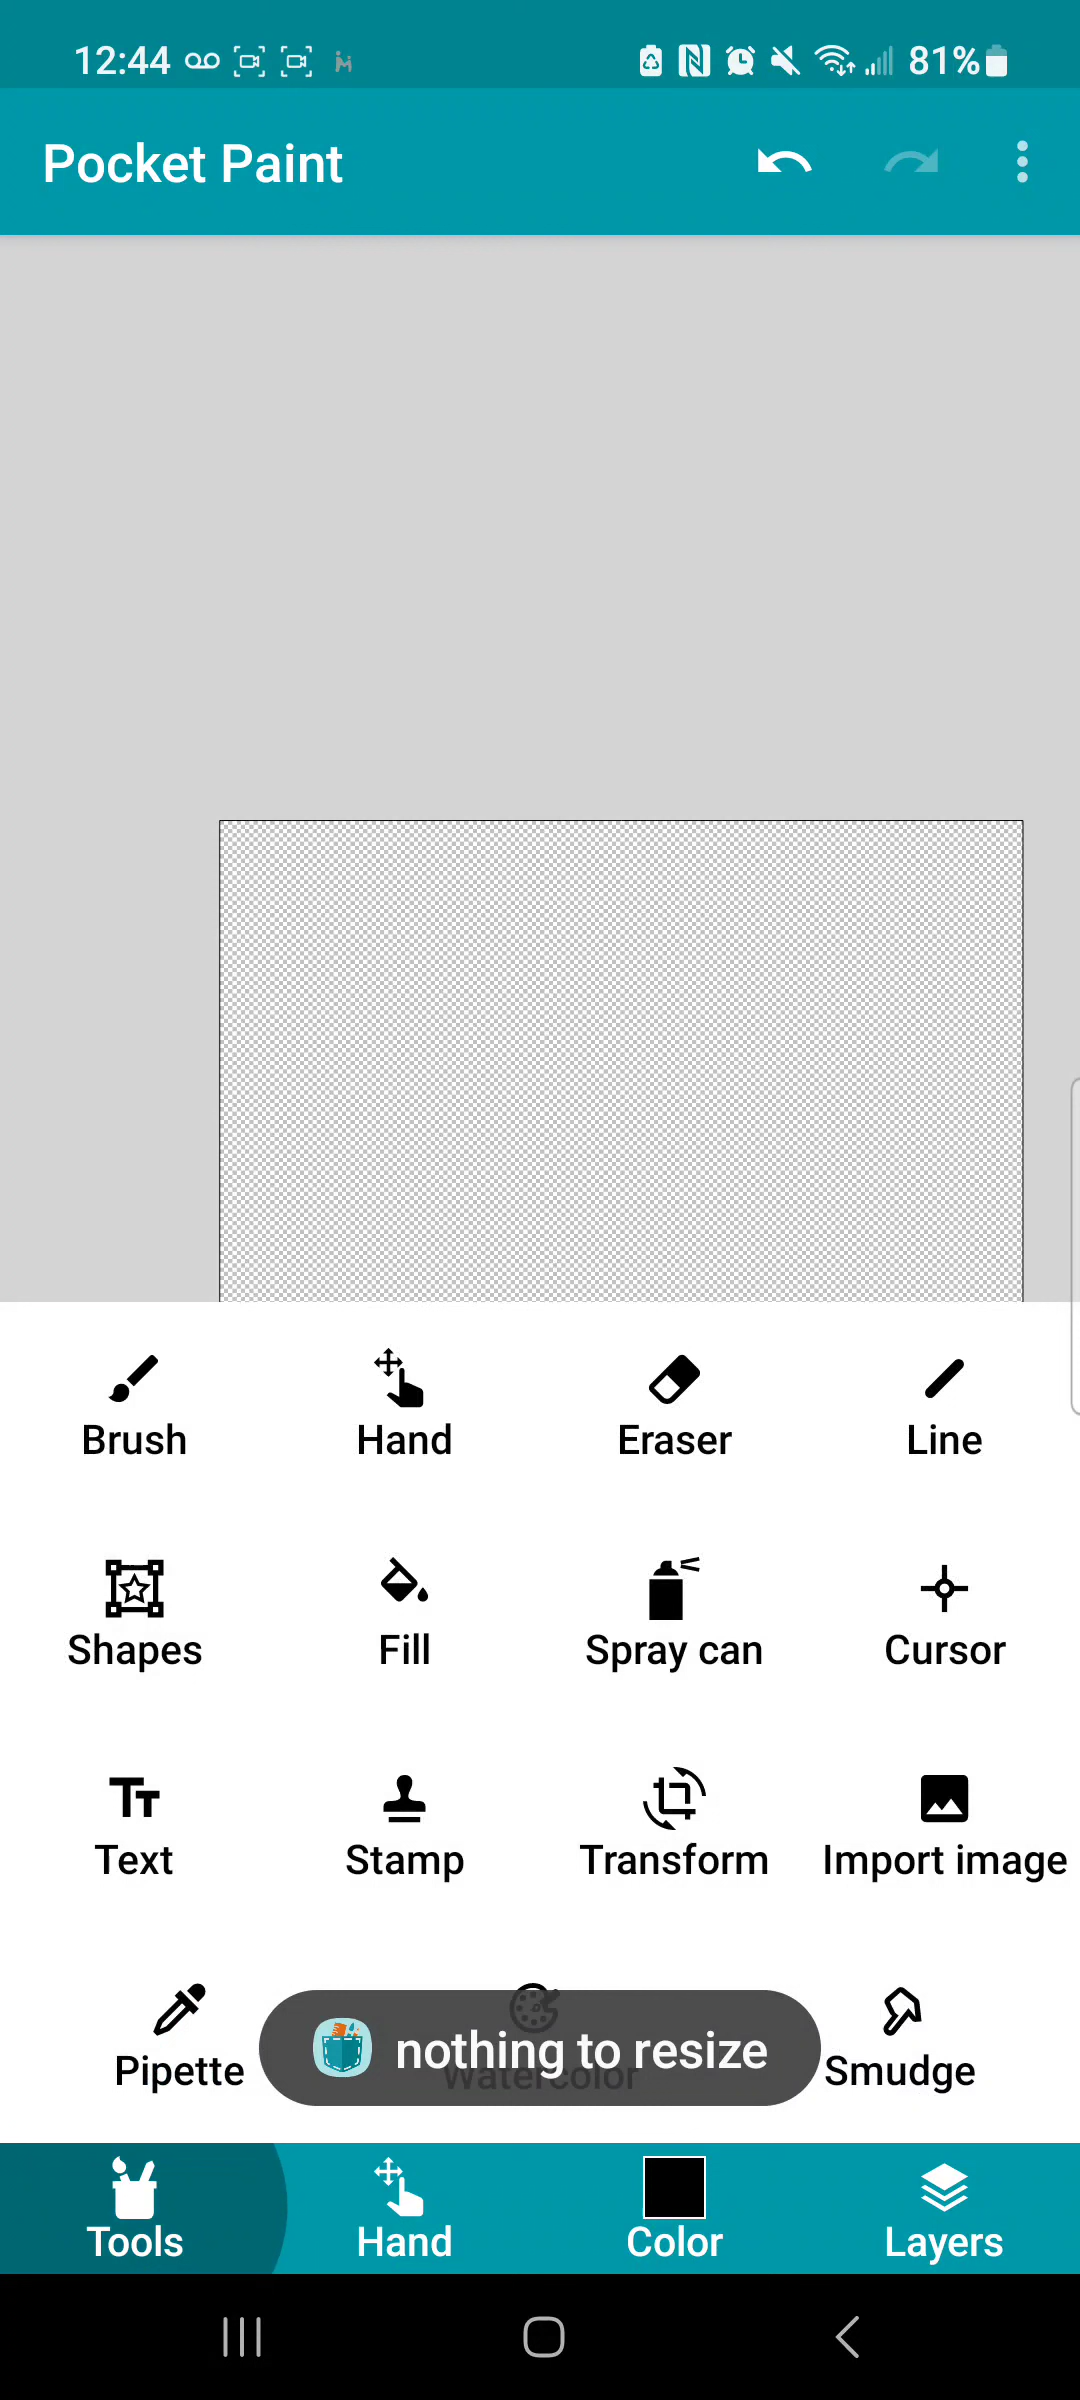 12:44
81%
Pocket Paint
Brush
Hand
Eraser
Line
Shapes
Fill
Spray can
Cursor
Text
Stamp
Transform
Import image
Pipette
Watercolor
Smudge
nothing to resize
Tools
Hand
Color
Layers